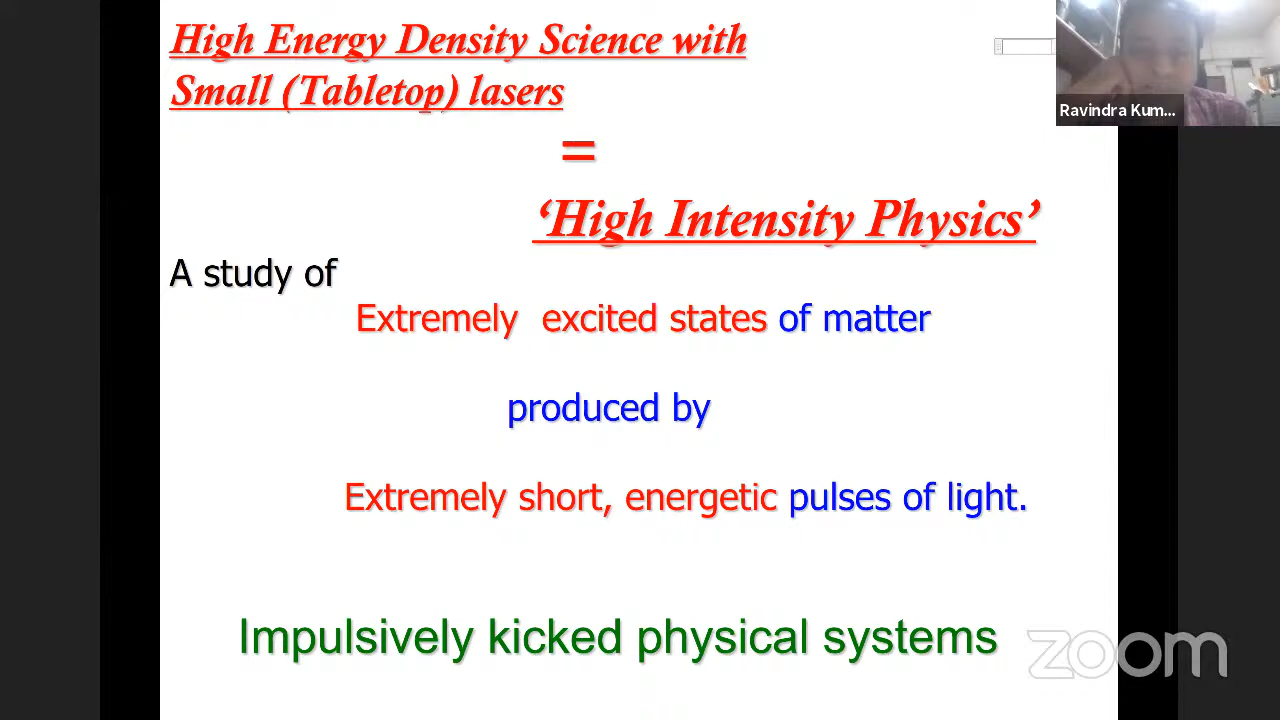 High Energy Density Science with
Small (Tabletop) lasers
=
‘High Intensity Physics’
A study of
Extremely excited states of matter
produced by
Extremely short, energetic pulses of light.
Impulsively kicked physical systems
Ravindra Kum...
zoom